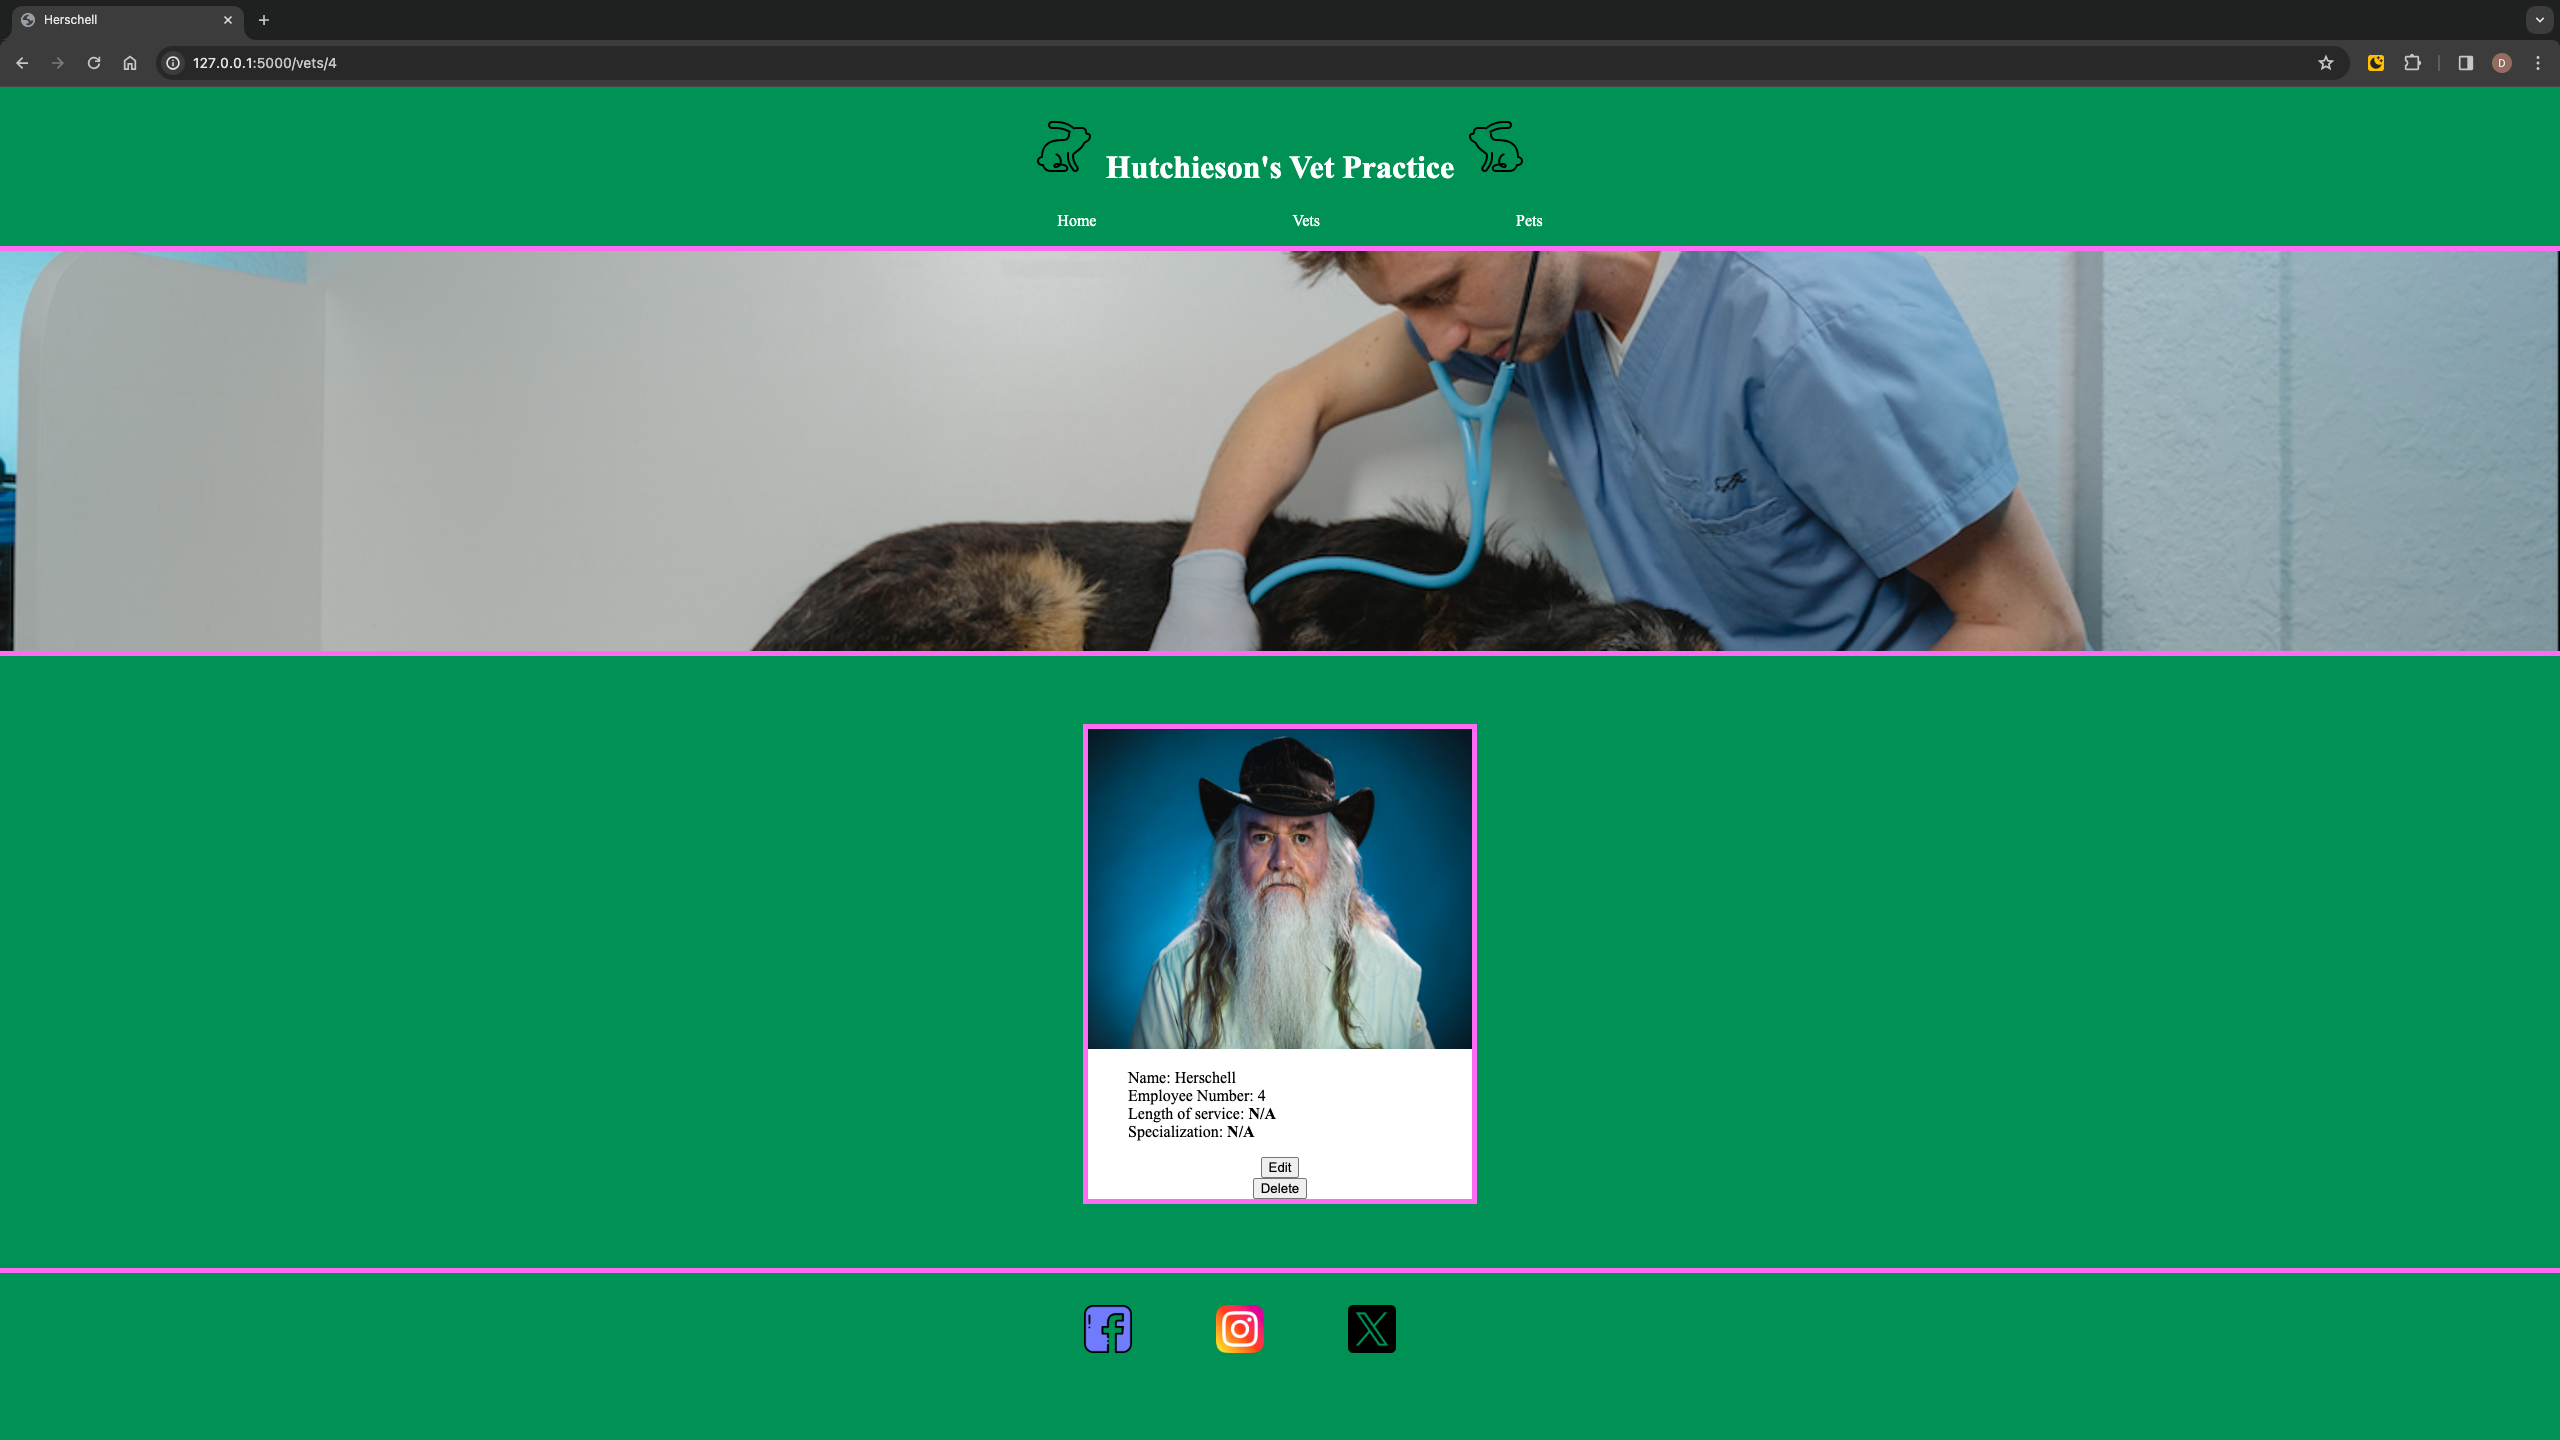 Herschell
127.0.0.1:5000/vets/4
D
Hutchieson's Vet Practice
Home
Vets
Pets
Name: Herschell
Employee Number: 4
Length of service: N/A
Specialization: N/A
Edit
Delete